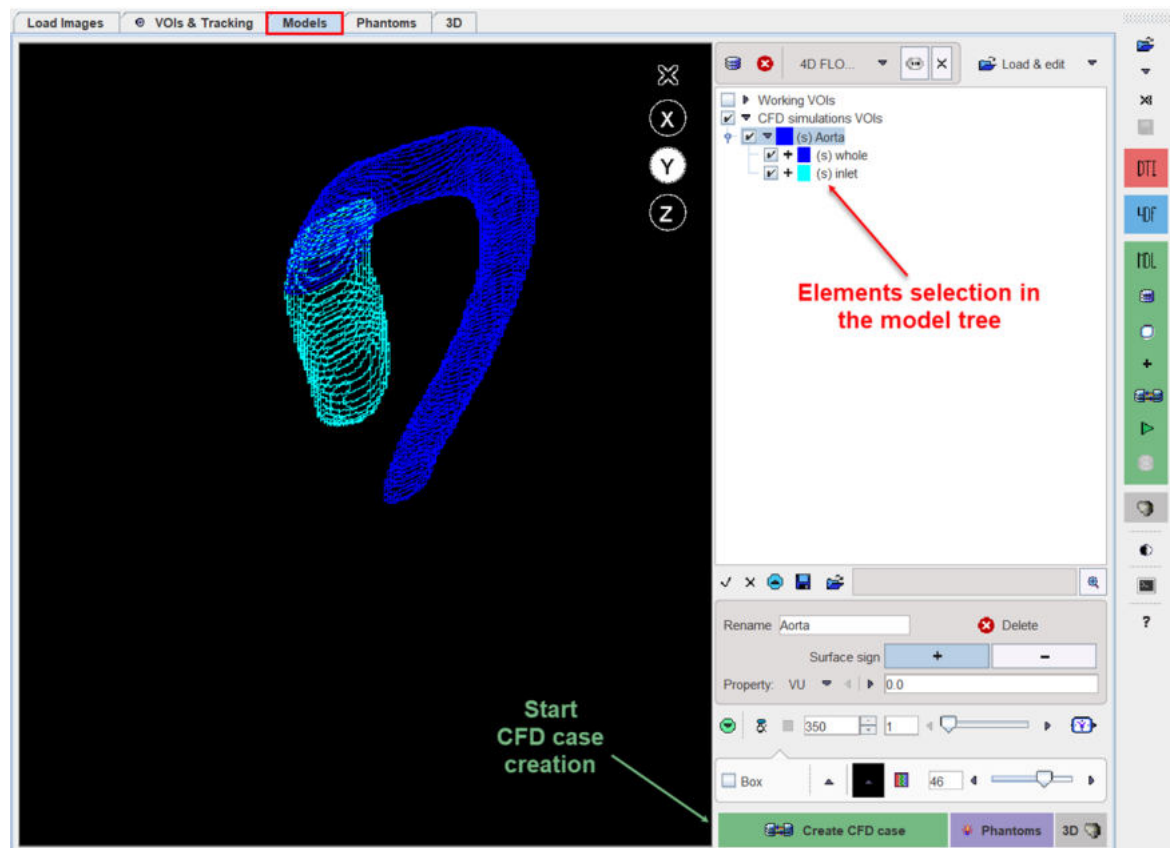 Load Images VOIs & Tracking Models Phantoms 3D
4D FLO... Load & edit
Working VOIs
CFD simulations VOIs
(s) Aorta
(s) whole
(s) inlet
X
Y
Z
DTI
4DF
MDL
Elements selection in
the model tree
Rename Aorta Delete
Surface sign + -
Property: VU 0.0
350 1
Start
CFD case
creation
Box 46
Create CFD case Phantoms 3D
?